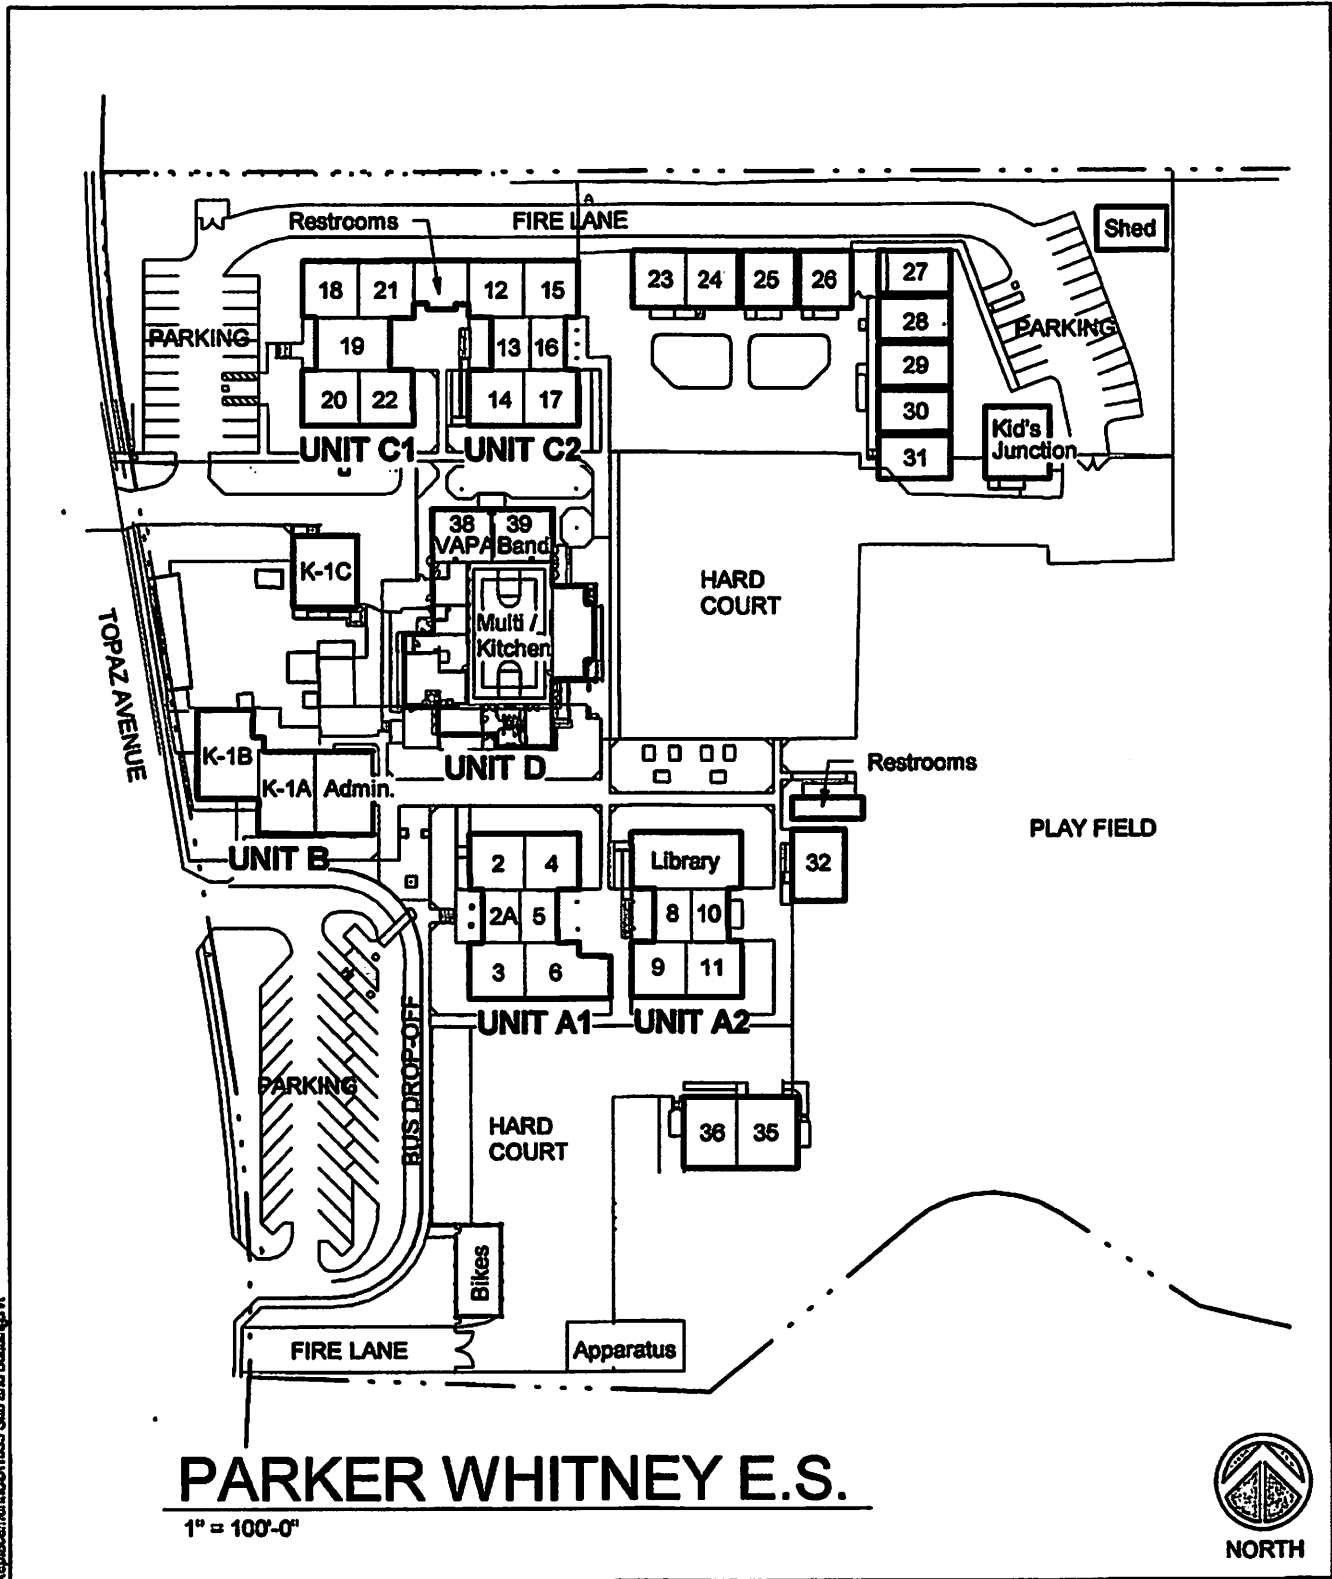 Shed
Restrooms
FIRE LANE
18
21
12
15
23
24
25
26
27
PARKING
19
13
16
28
PARKING
29
20
22
14
17
30
Kid's
Junction
UNIT C1
UNIT C2
31
38
VAPA
39
Band
K-1C
HARD
COURT
Multi /
Kitchen
TOPAZ AVENUE
K-1B
K-1A
Admin.
UNIT D
Restrooms
PLAY FIELD
UNIT B
2
4
Library
32
2A
5
8
10
3
6
9
11
UNIT A1
UNIT A2
PARKING
BUS DROP-OFF
HARD
COURT
36
35
Bikes
FIRE LANE
Apparatus
PARKER WHITNEY E.S.
1" = 100'-0"
NORTH